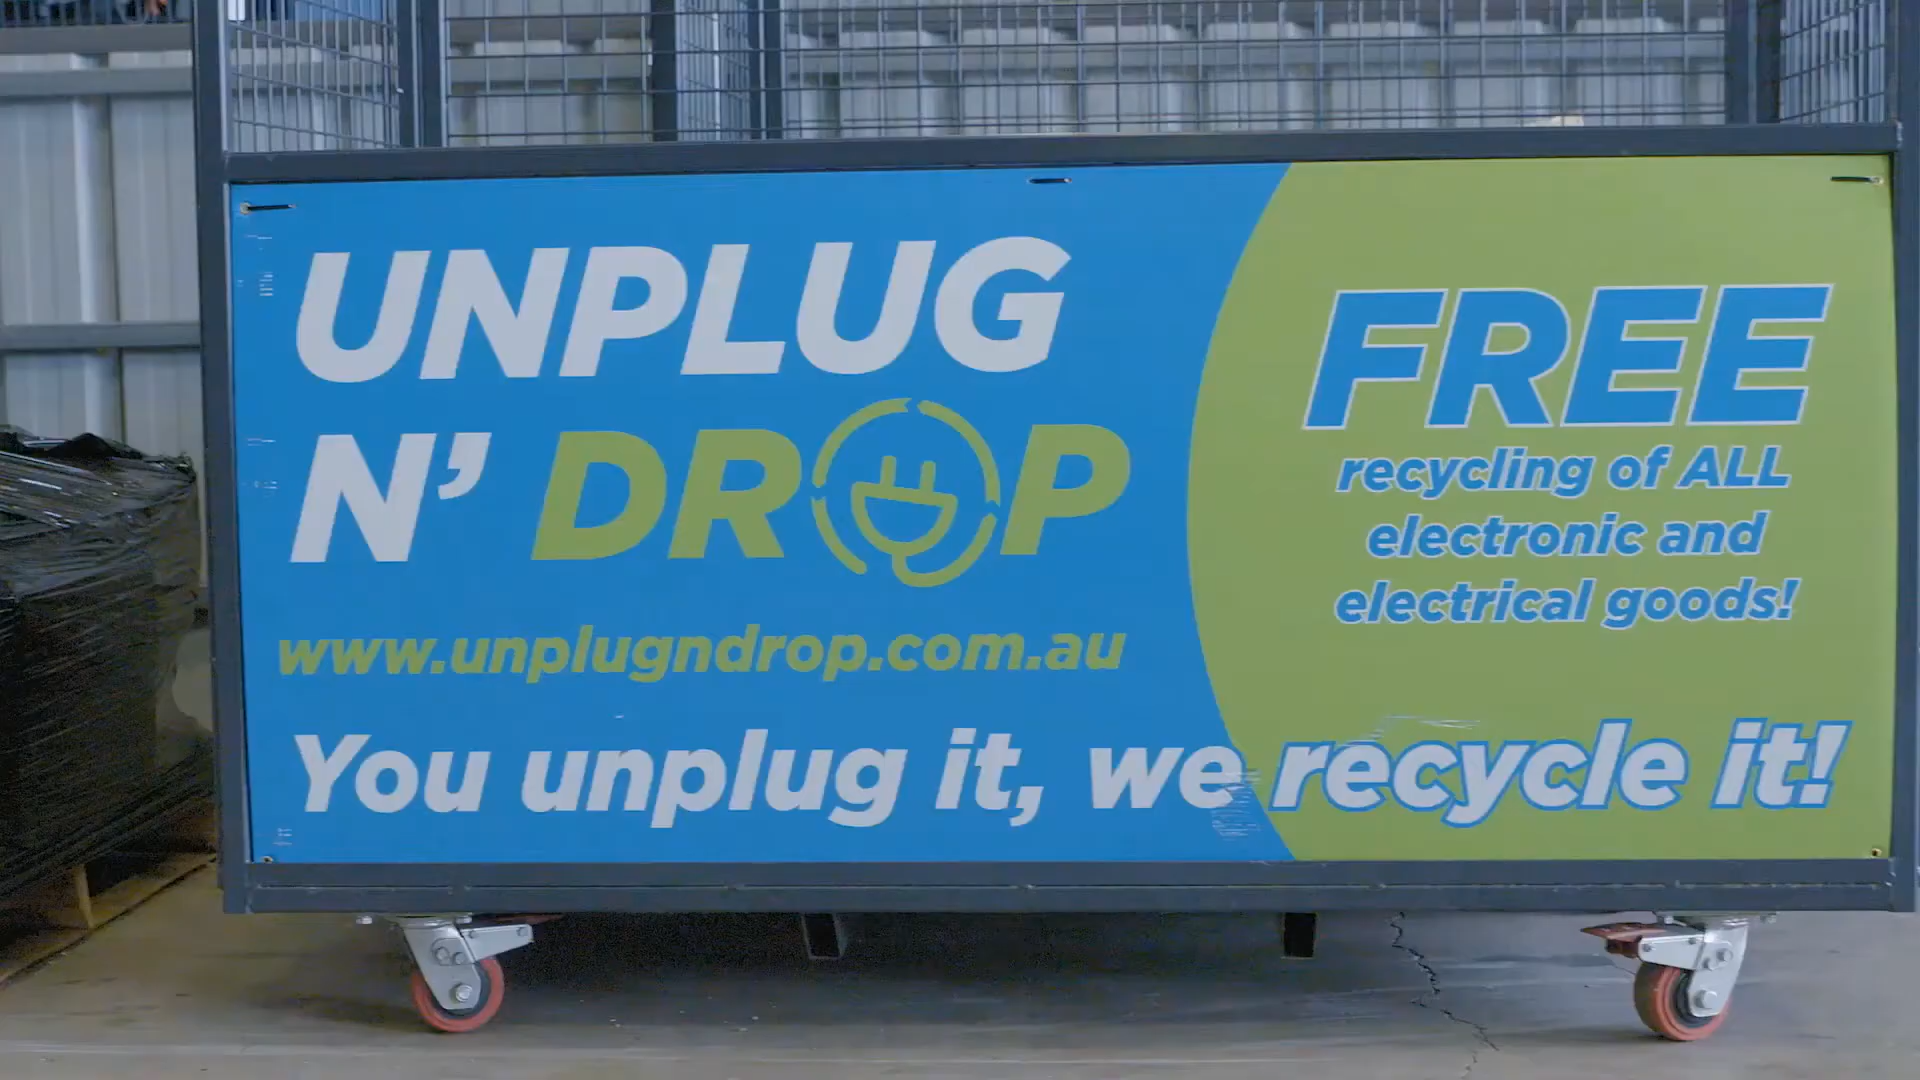 UNPLUG
N' DROP
www.unplugndrop.com.au
You unplug it, we recycle it!
FREE
recycling of ALL
electronic and
electrical goods!